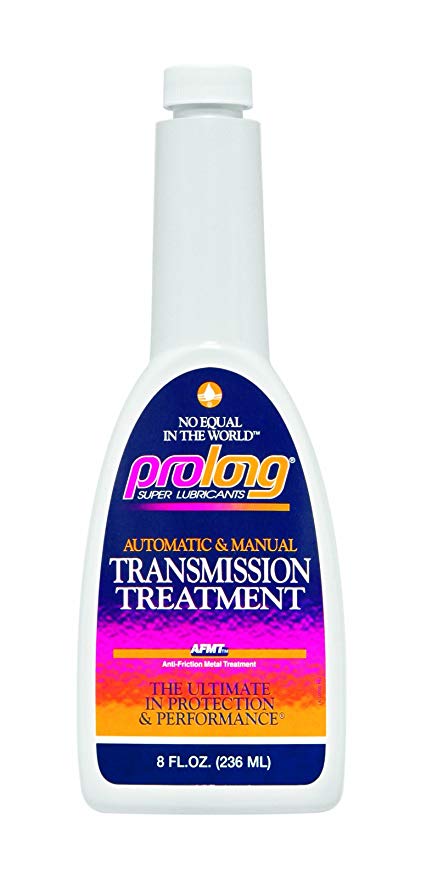 NO EQUAL
IN THE WORLD™
prolong®
SUPER LUBRICANTS
AUTOMATIC & MANUAL
TRANSMISSION
TREATMENT
AFMT™
Anti-Friction Metal Treatment
THE ULTIMATE
IN PROTECTION
& PERFORMANCE®
8 FL.OZ. (236 ML)